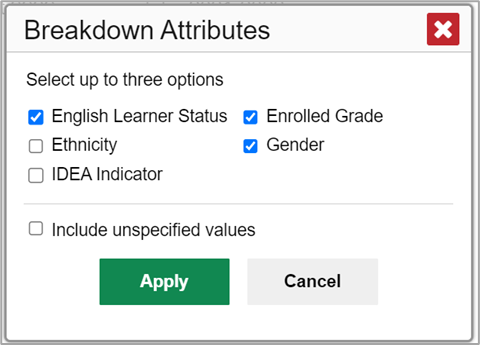 Breakdown Attributes
Select up to three options
English Learner Status Enrolled Grade
Ethnicity Gender
IDEA Indicator
Include unspecified values
Apply Cancel